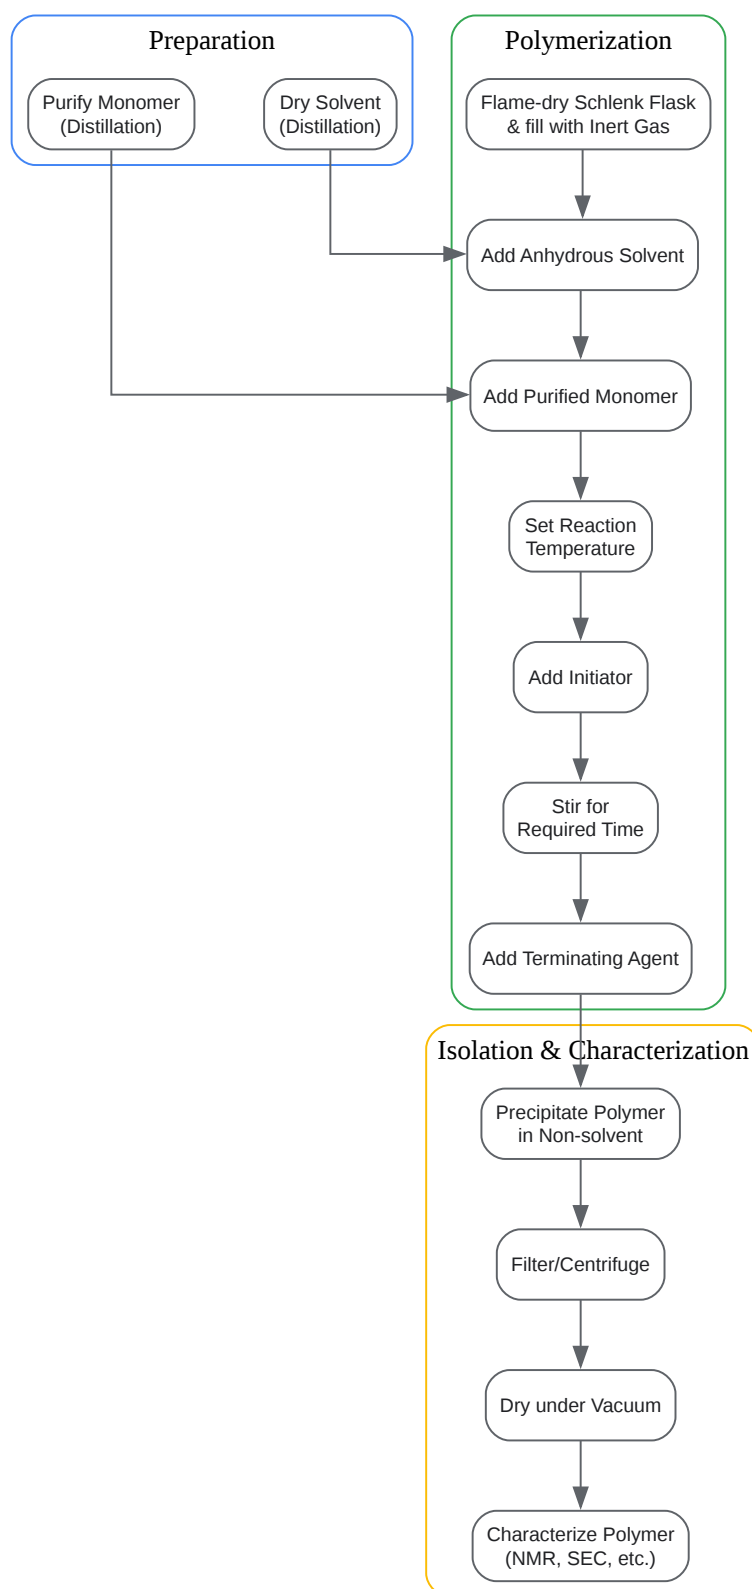 Preparation
Purify Monomer
(Distillation)
Dry Solvent
(Distillation)
Polymerization
Flame-dry Schlenk Flask
& fill with Inert Gas
Add Anhydrous Solvent
Add Purified Monomer
Set Reaction
Temperature
Add Initiator
Stir for
Required Time
Add Terminating Agent
Isolation & Characterization
Precipitate Polymer
in Non-solvent
Filter/Centrifuge
Dry under Vacuum
Characterize Polymer
(NMR, SEC, etc.)